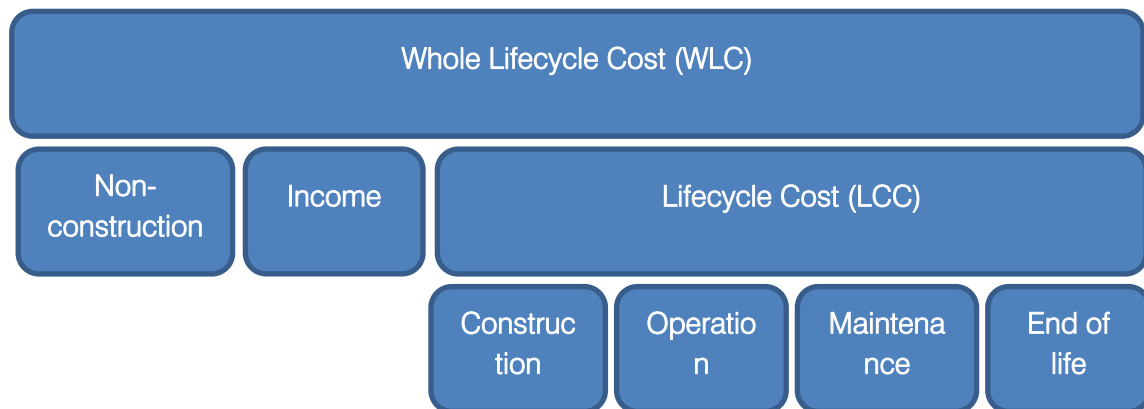 Whole Lifecycle Cost (WLC)
Non-
construction
Income
Lifecycle Cost (LCC)
Construc
tion
Operatio
n
Maintena
nce
End of
life